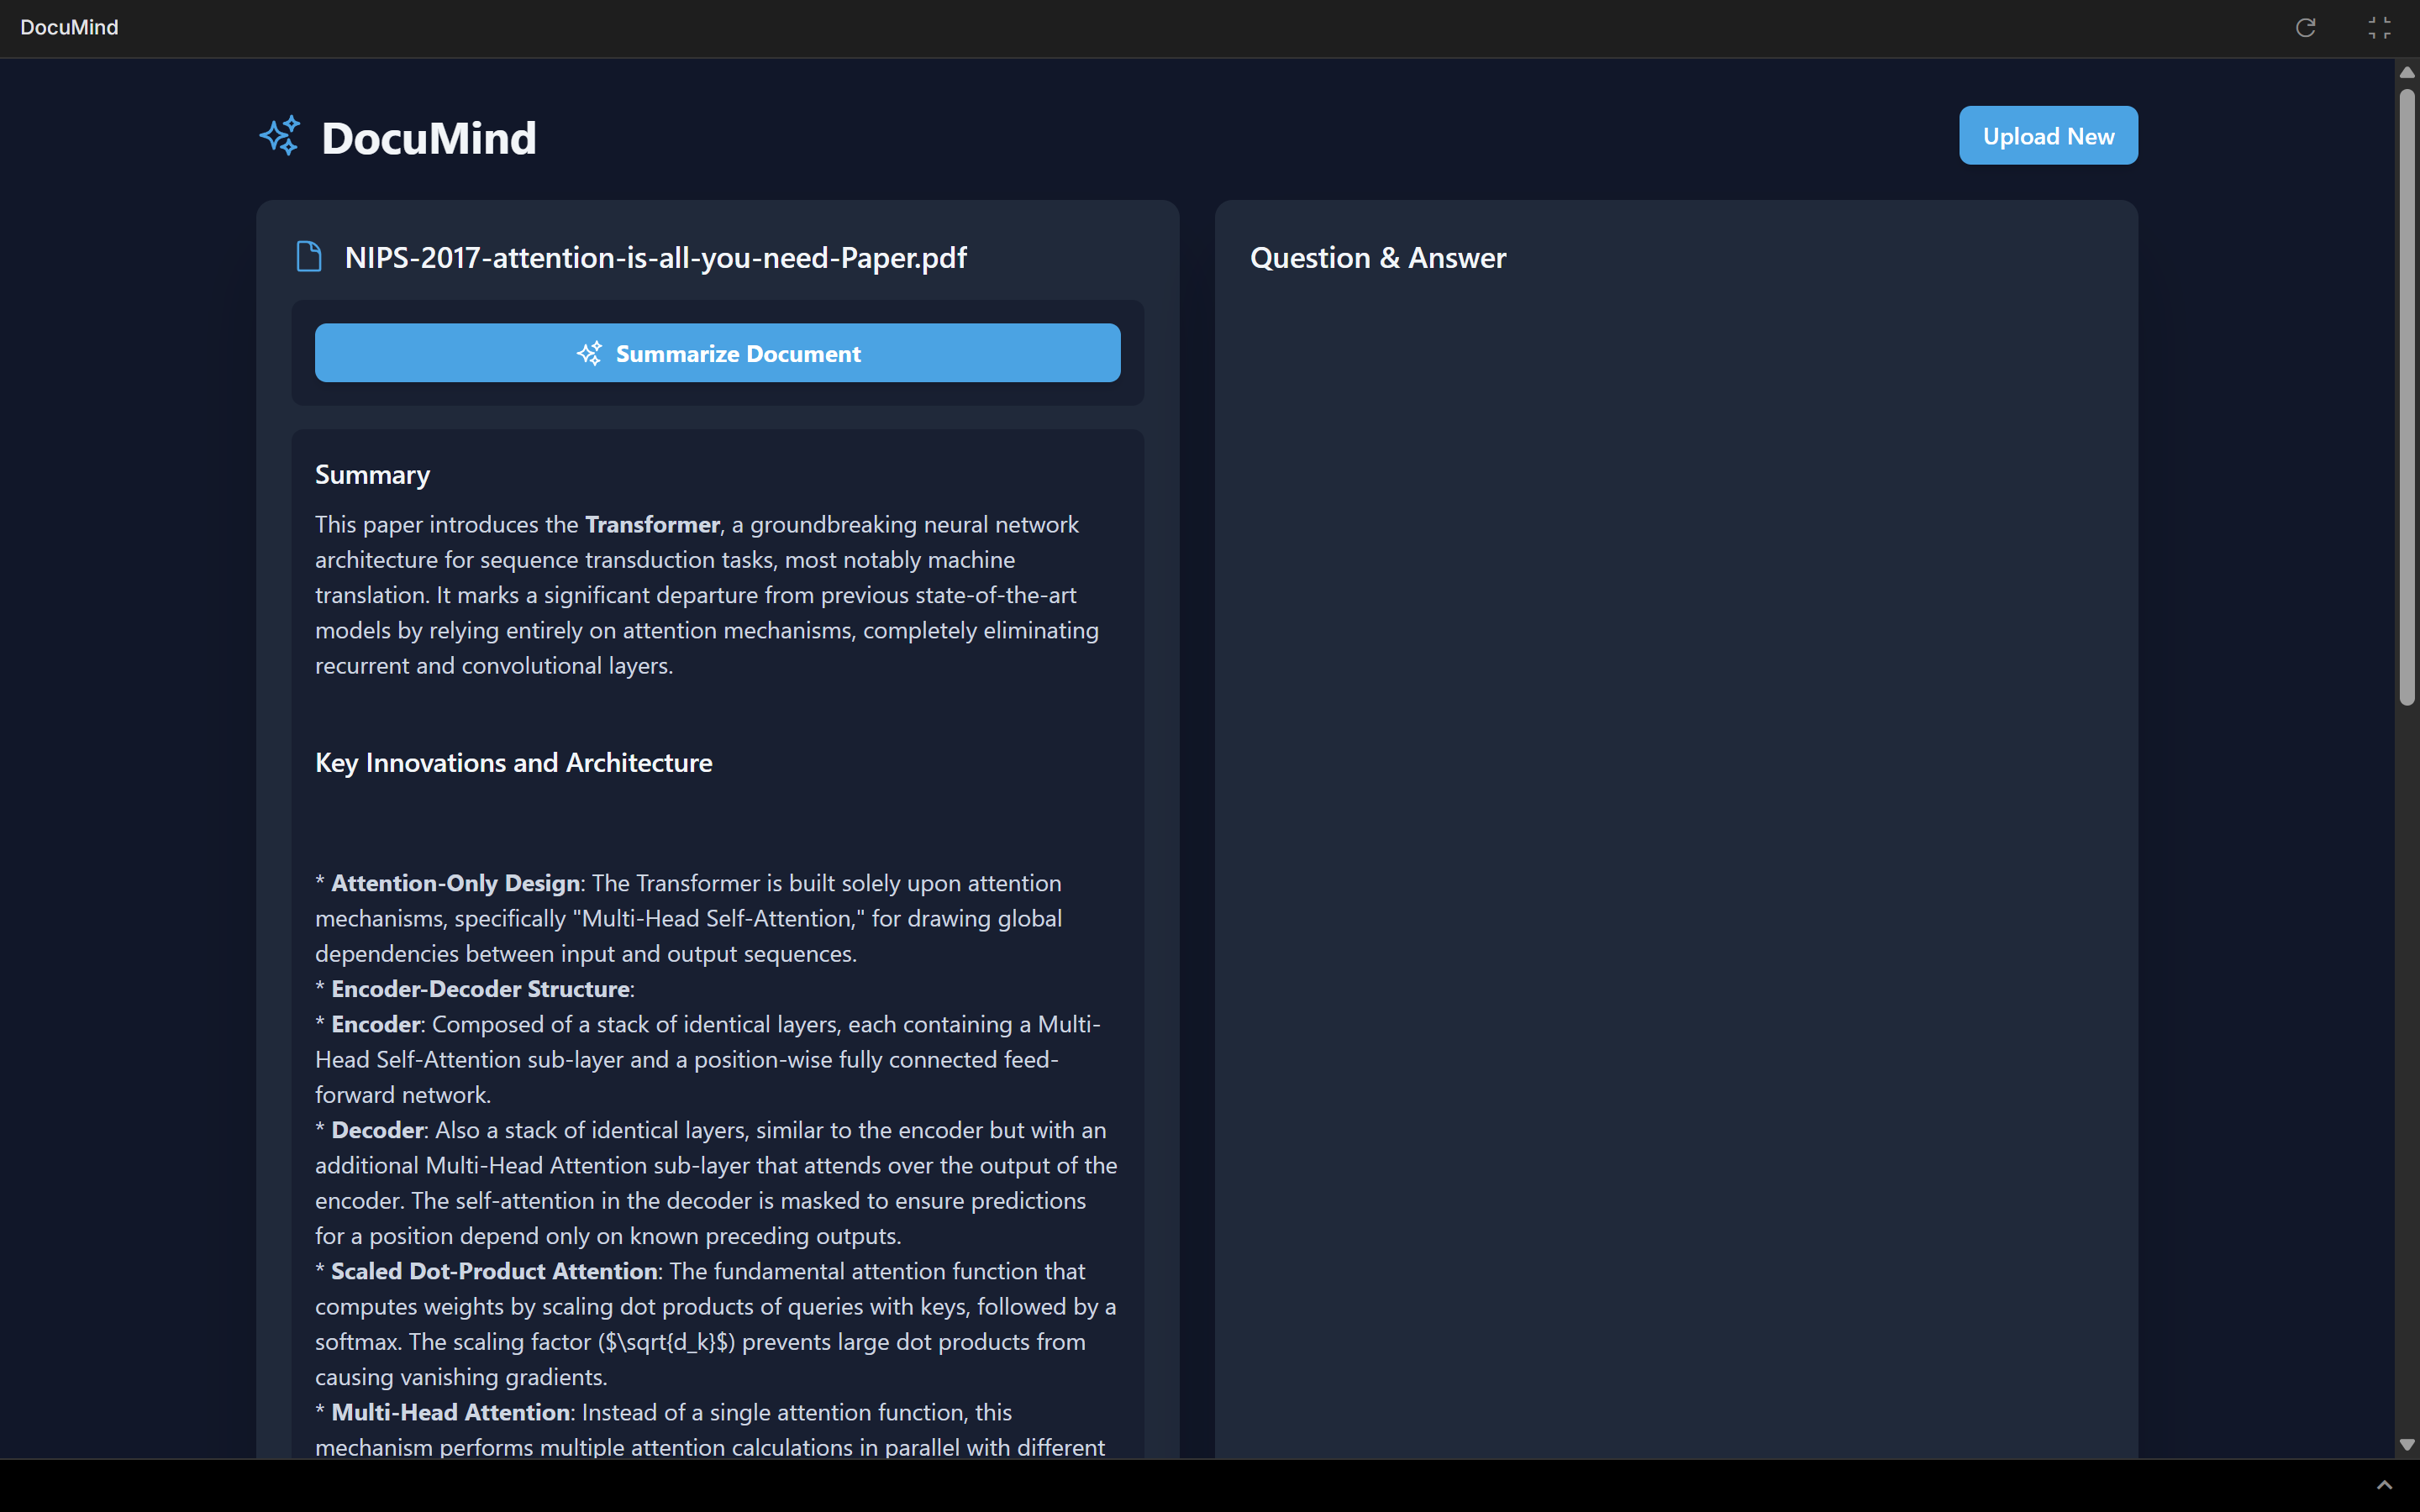 DocuMind
DocuMind
Upload New
NIPS-2017-attention-is-all-you-need-Paper.pdf
Summarize Document
Summary
This paper introduces the Transformer, a groundbreaking neural network
architecture for sequence transduction tasks, most notably machine
translation. It marks a significant departure from previous state-of-the-art
models by relying entirely on attention mechanisms, completely eliminating
recurrent and convolutional layers.
Key Innovations and Architecture
* Attention-Only Design: The Transformer is built solely upon attention
mechanisms, specifically "Multi-Head Self-Attention," for drawing global
dependencies between input and output sequences.
* Encoder-Decoder Structure:
* Encoder: Composed of a stack of identical layers, each containing a Multi-
Head Self-Attention sub-layer and a position-wise fully connected feed-
forward network.
* Decoder: Also a stack of identical layers, similar to the encoder but with an
additional Multi-Head Attention sub-layer that attends over the output of the
encoder. The self-attention in the decoder is masked to ensure predictions
for a position depend only on known preceding outputs.
* Scaled Dot-Product Attention: The fundamental attention function that
computes weights by scaling dot products of queries with keys, followed by a
softmax. The scaling factor ($\sqrt{d_k}$) prevents large dot products from
causing vanishing gradients.
* Multi-Head Attention: Instead of a single attention function, this
mechanism performs multiple attention calculations in parallel with different
Question & Answer